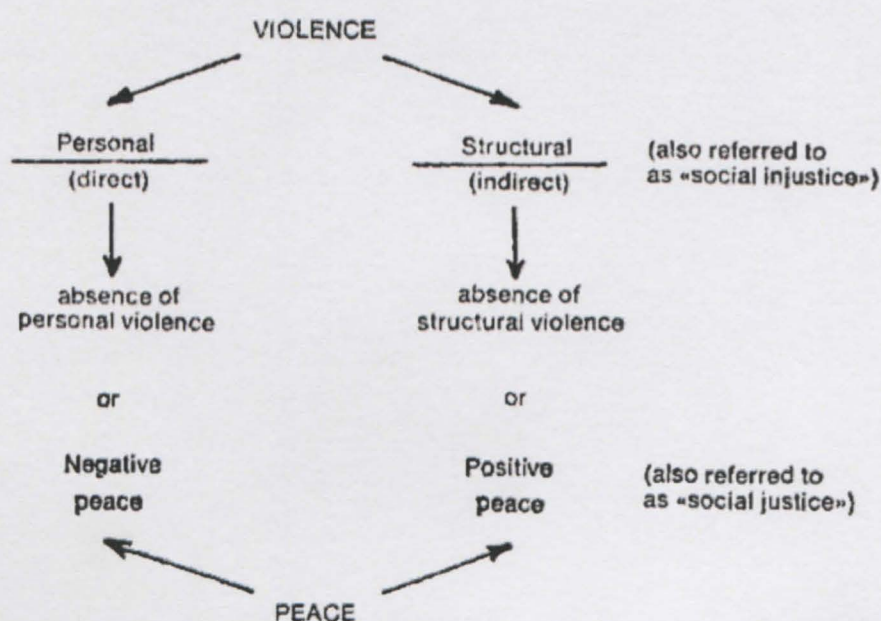 VIOLENCE
Personal
(direct)
Structural
(indirect)
(also referred to
as «social injustice»)
absence of
personal violence
absence of
structural violence
or
or
Negative
peace
Positive
peace
(also referred to
as «social justice»)
PEACE